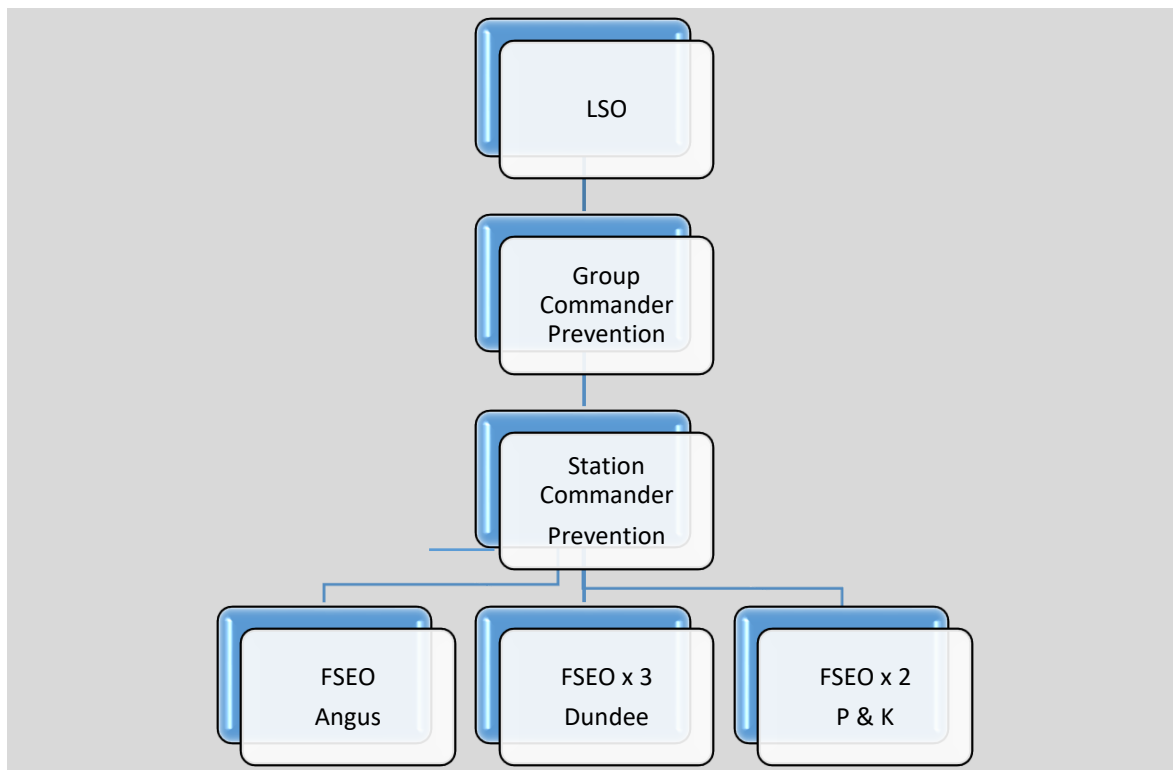 LSO
Group
Commander
Prevention
Station
Commander
Prevention
FSEO
Angus
FSEO x 3
Dundee
FSEO x 2
P & K